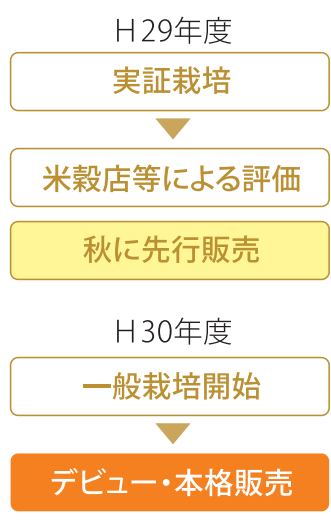 H29年度
実証栽培
米穀店等による評価
秋に先行販売
H30年度
一般栽培開始
デビュー・本格販売